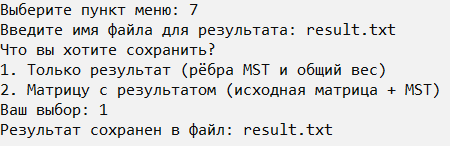 Выберите пункт меню: 7
Введите имя файла для результата: result.txt
Что вы хотите сохранить?
1. Только результат (рёбра MST и общий вес)
2. Матрицу с результатом (исходная матрица + MST)
Ваш выбор: 1
Результат сохранен в файл: result.txt